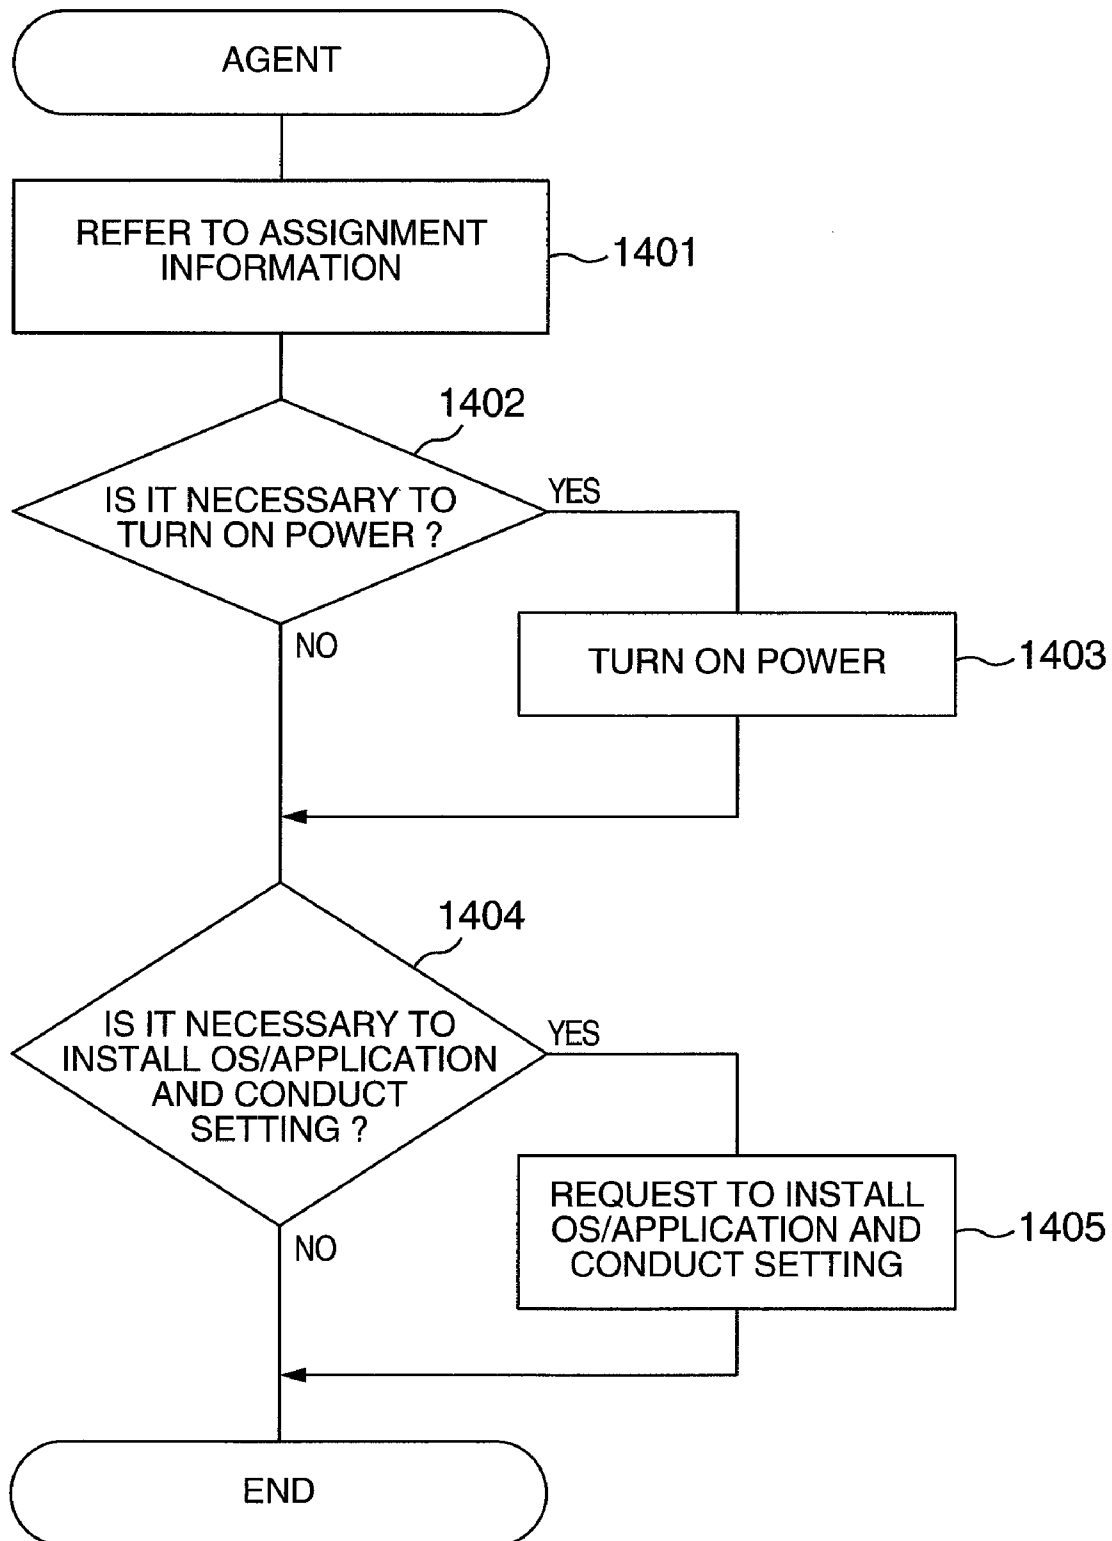 AGENT
REFER TO ASSIGNMENT
INFORMATION
1401
1402
IS IT NECESSARY TO
TURN ON POWER ?
YES
NO
TURN ON POWER
1403
1404
IS IT NECESSARY TO
INSTALL OS/APPLICATION
AND CONDUCT
SETTING ?
YES
NO
REQUEST TO INSTALL
OS/APPLICATION AND
CONDUCT SETTING
1405
END